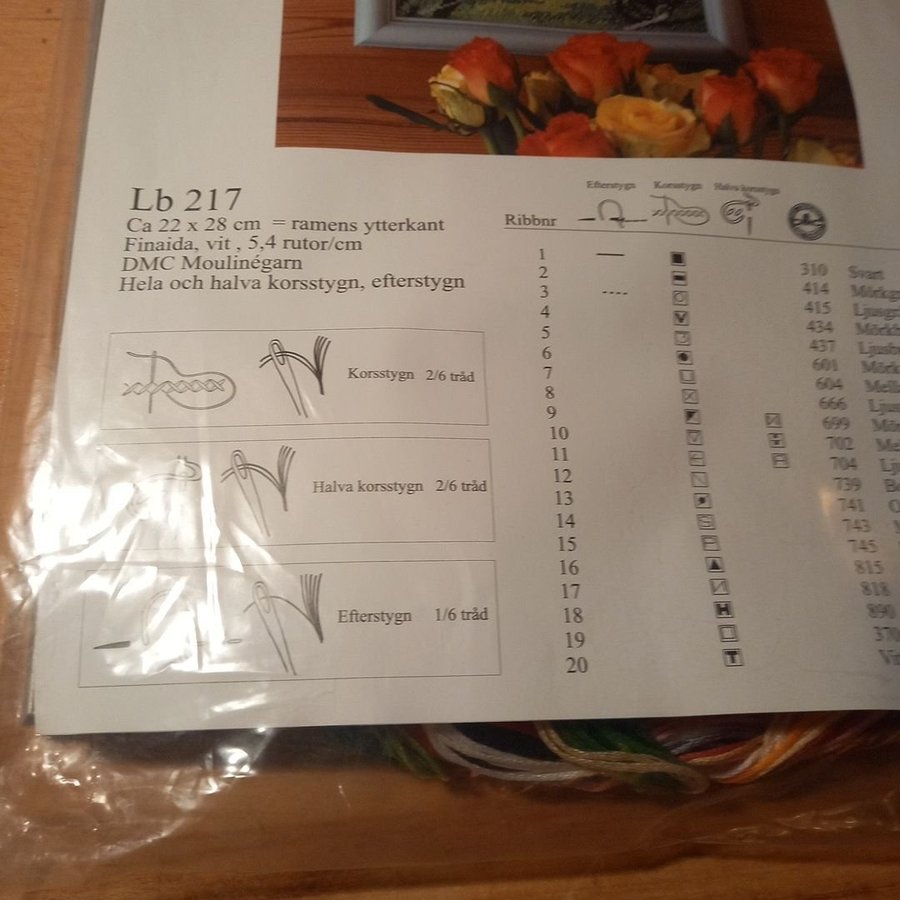 Lb 217
Ca 22 x 28 cm = ramens ytterkant
Finaida, vit , 5,4 rutor/cm
DMC Moulinégarn
Hela och halva korsstygn, efterstygn
Korsstygn 2/6 tråd
Halva korsstygn 2/6 tråd
Efterstygn 1/6 tråd
Efterstygn Korsstygn Halva korsstygn
Ribbnr
1 310 Svart
2 414
3 415
4 434
5 437
6 601
7 604
8 666
9 699
10 702
11 704
12 739
13 741
14 743
15 745
16 815
17 818
18 890
19 370
20